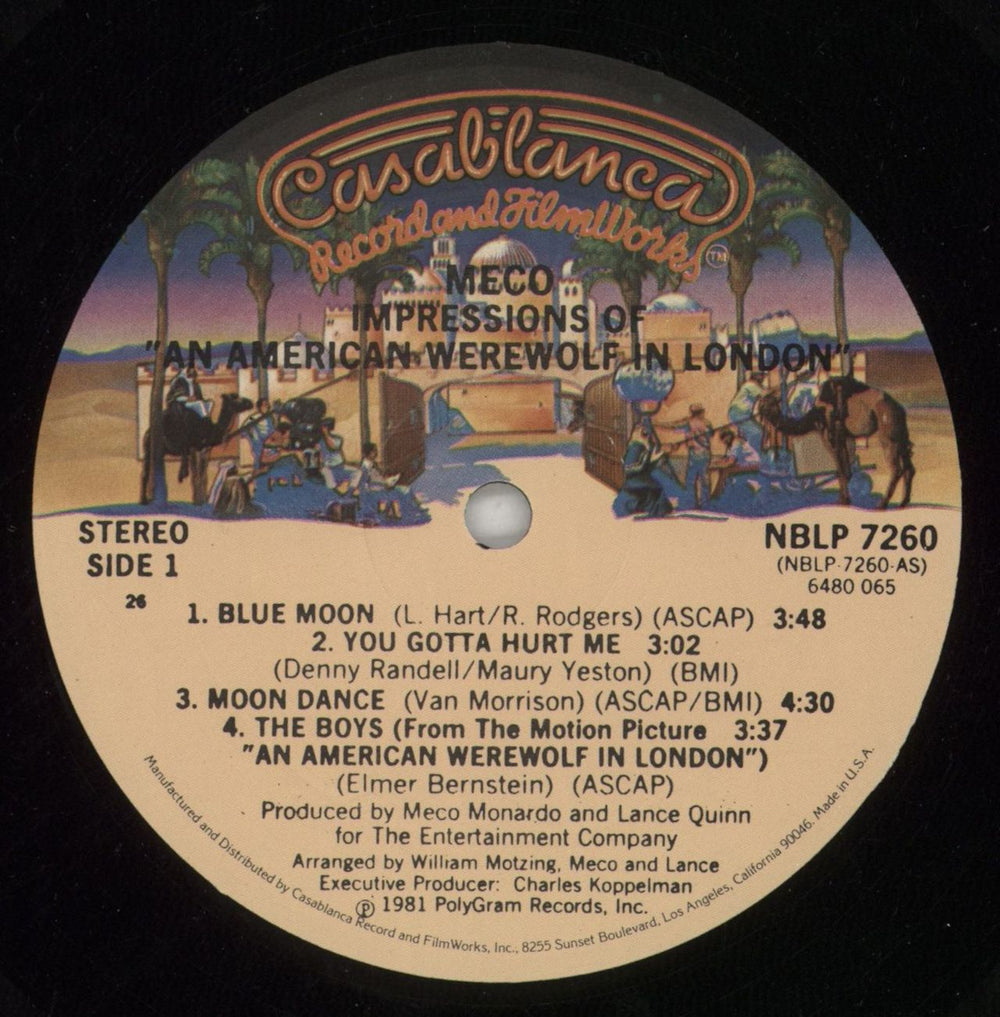 Casablanca
Record and FilmWorks TM
MECO
IMPRESSIONS OF
"AN AMERICAN WEREWOLF IN LONDON"
STEREO
SIDE 1
26
NBLP 7260
(NBLP-7260-AS)
6480 065
1. BLUE MOON (L. Hart/R. Rodgers) (ASCAP) 3:48
2. YOU GOTTA HURT ME 3:02
(Denny Randell/Maury Yeston) (BMI)
3. MOON DANCE (Van Morrison) (ASCAP/BMI) 4:30
4. THE BOYS (From The Motion Picture 3:37
"AN AMERICAN WEREWOLF IN LONDON")
(Elmer Bernstein) (ASCAP)
Produced by Meco Monardo and Lance Quinn
for The Entertainment Company
Arranged by William Motzing, Meco and Lance
Executive Producer: Charles Koppelman
℗ 1981 PolyGram Records, Inc.
Manufactured and Distributed by Casablanca Record and FilmWorks, Inc., 8255 Sunset Boulevard, Los Angeles, California 90046. Made in U.S.A.